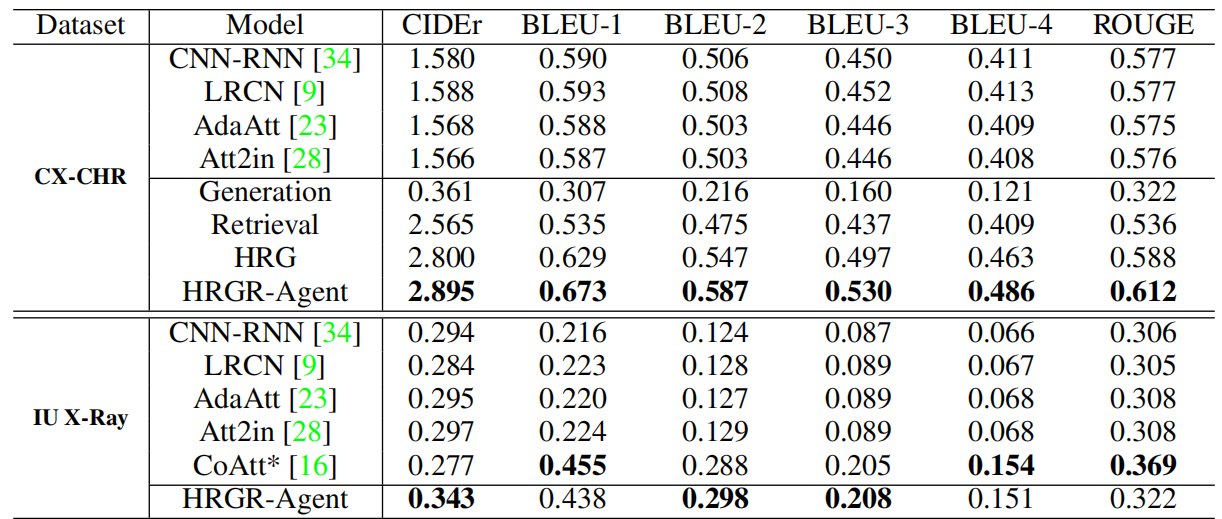 Dataset Model CIDEr BLEU-1 BLEU-2 BLEU-3 BLEU-4 ROUGE
CX-CHR
CNN-RNN [34] 1.580 0.590 0.506 0.450 0.411 0.577
LRCN [9] 1.588 0.593 0.508 0.452 0.413 0.577
AdaAtt [23] 1.568 0.588 0.503 0.446 0.409 0.575
Att2in [28] 1.566 0.587 0.503 0.446 0.408 0.576
Generation 0.361 0.307 0.216 0.160 0.121 0.322
Retrieval 2.565 0.535 0.475 0.437 0.409 0.536
HRG 2.800 0.629 0.547 0.497 0.463 0.588
HRGR-Agent 2.895 0.673 0.587 0.530 0.486 0.612
IU X-Ray
CNN-RNN [34] 0.294 0.216 0.124 0.087 0.066 0.306
LRCN [9] 0.284 0.223 0.128 0.089 0.067 0.305
AdaAtt [23] 0.295 0.220 0.127 0.089 0.068 0.308
Att2in [28] 0.297 0.224 0.129 0.089 0.068 0.308
CoAtt* [16] 0.277 0.455 0.288 0.205 0.154 0.369
HRGR-Agent 0.343 0.438 0.298 0.208 0.151 0.322